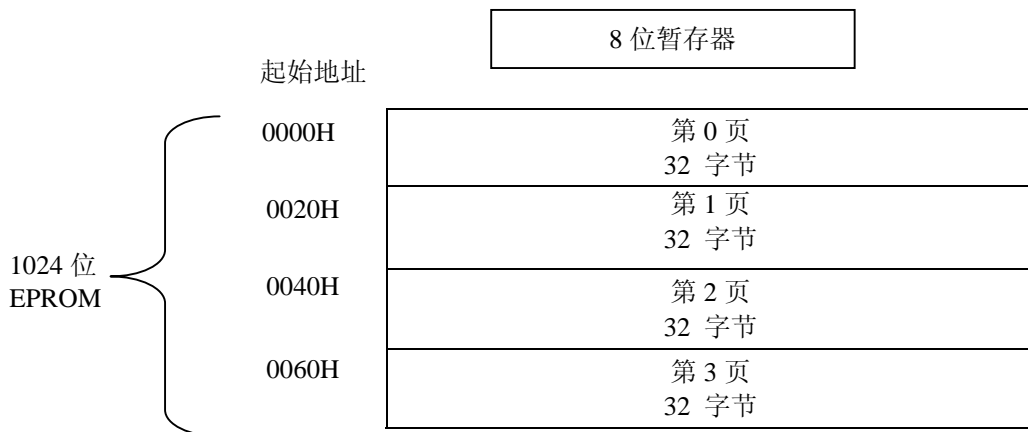 8 位暂存器
起始地址
0000H
第 0 页
32 字节
0020H
第 1 页
32 字节
1024 位
EPROM
0040H
第 2 页
32 字节
0060H
第 3 页
32 字节